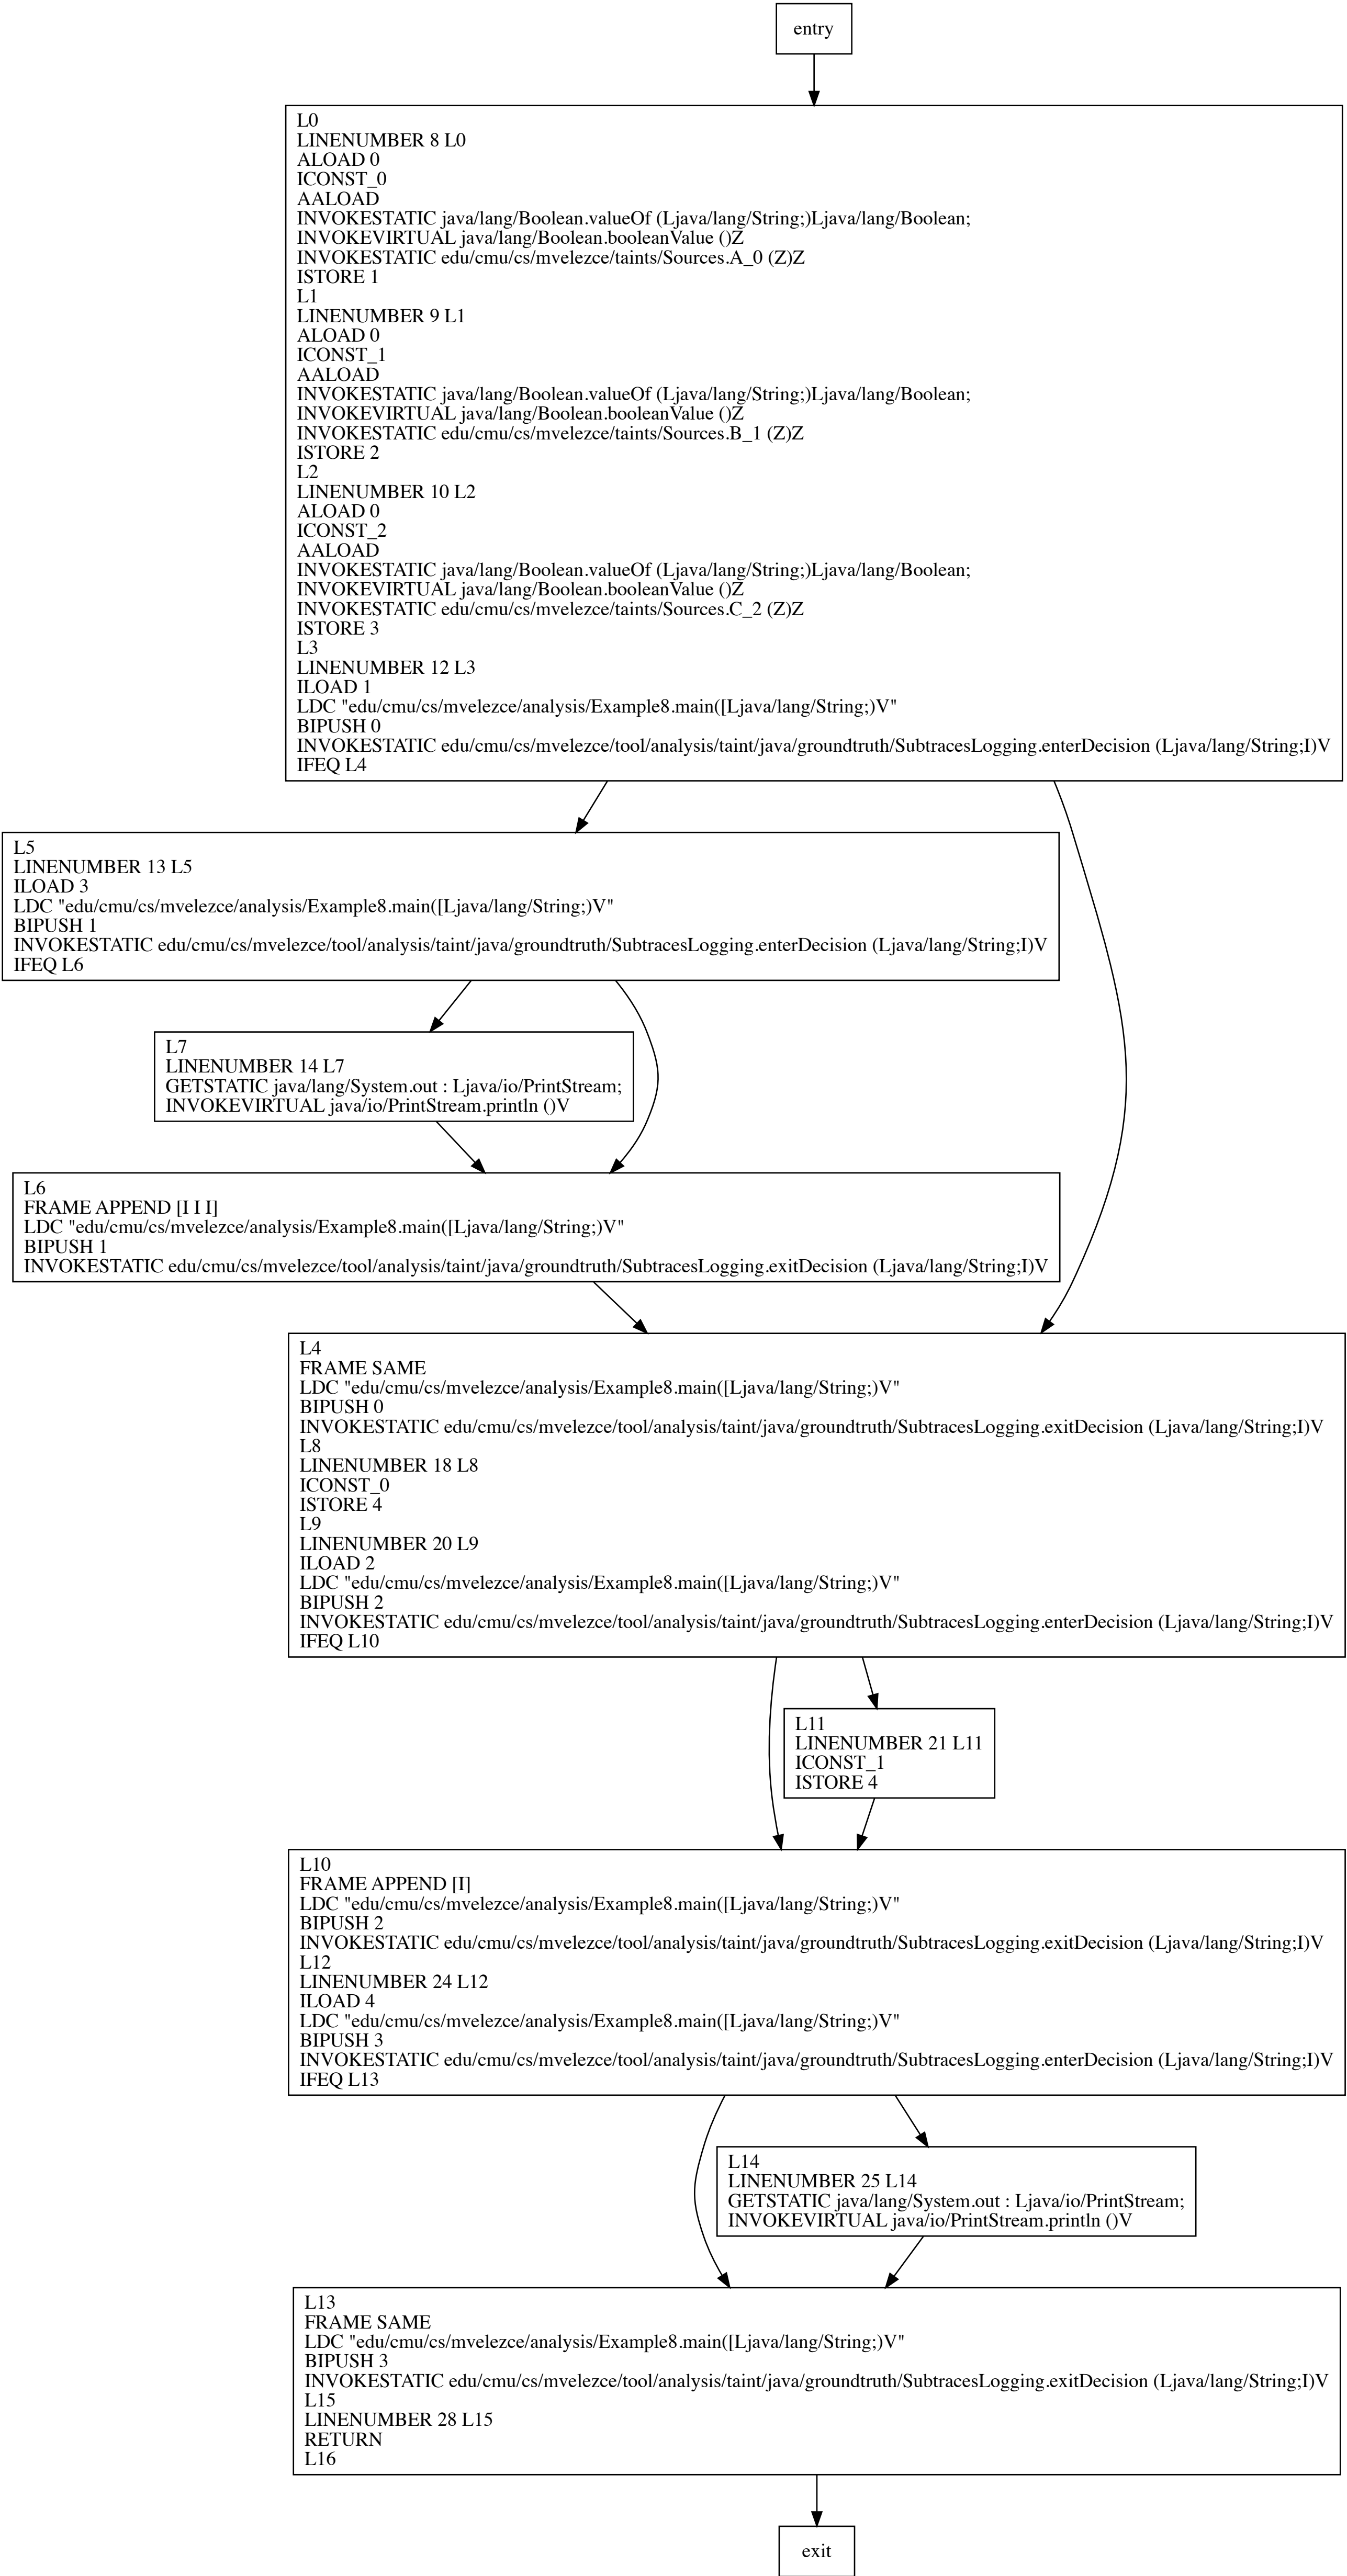 entry
L0
LINENUMBER 8 L0
ALOAD 0
ICONST_0
AALOAD
INVOKESTATIC java/lang/Boolean.valueOf (Ljava/lang/String;)Ljava/lang/Boolean;
INVOKEVIRTUAL java/lang/Boolean.booleanValue ()Z
INVOKESTATIC edu/cmu/cs/mvelezce/taints/Sources.A_0 (Z)Z
ISTORE 1
L1
LINENUMBER 9 L1
ALOAD 0
ICONST_1
AALOAD
INVOKESTATIC java/lang/Boolean.valueOf (Ljava/lang/String;)Ljava/lang/Boolean;
INVOKEVIRTUAL java/lang/Boolean.booleanValue ()Z
INVOKESTATIC edu/cmu/cs/mvelezce/taints/Sources.B_1 (Z)Z
ISTORE 2
L2
LINENUMBER 10 L2
ALOAD 0
ICONST_2
AALOAD
INVOKESTATIC java/lang/Boolean.valueOf (Ljava/lang/String;)Ljava/lang/Boolean;
INVOKEVIRTUAL java/lang/Boolean.booleanValue ()Z
INVOKESTATIC edu/cmu/cs/mvelezce/taints/Sources.C_2 (Z)Z
ISTORE 3
L3
LINENUMBER 12 L3
ILOAD 1
LDC "edu/cmu/cs/mvelezce/analysis/Example8.main([Ljava/lang/String;)V"
BIPUSH 0
INVOKESTATIC edu/cmu/cs/mvelezce/tool/analysis/taint/java/groundtruth/SubtracesLogging.enterDecision (Ljava/lang/String;I)V
IFEQ L4
L5
LINENUMBER 13 L5
ILOAD 3
LDC "edu/cmu/cs/mvelezce/analysis/Example8.main([Ljava/lang/String;)V"
BIPUSH 1
INVOKESTATIC edu/cmu/cs/mvelezce/tool/analysis/taint/java/groundtruth/SubtracesLogging.enterDecision (Ljava/lang/String;I)V
IFEQ L6
L7
LINENUMBER 14 L7
GETSTATIC java/lang/System.out : Ljava/io/PrintStream;
INVOKEVIRTUAL java/io/PrintStream.println ()V
L6
FRAME APPEND [I I I]
LDC "edu/cmu/cs/mvelezce/analysis/Example8.main([Ljava/lang/String;)V"
BIPUSH 1
INVOKESTATIC edu/cmu/cs/mvelezce/tool/analysis/taint/java/groundtruth/SubtracesLogging.exitDecision (Ljava/lang/String;I)V
L4
FRAME SAME
LDC "edu/cmu/cs/mvelezce/analysis/Example8.main([Ljava/lang/String;)V"
BIPUSH 0
INVOKESTATIC edu/cmu/cs/mvelezce/tool/analysis/taint/java/groundtruth/SubtracesLogging.exitDecision (Ljava/lang/String;I)V
L8
LINENUMBER 18 L8
ICONST_0
ISTORE 4
L9
LINENUMBER 20 L9
ILOAD 2
LDC "edu/cmu/cs/mvelezce/analysis/Example8.main([Ljava/lang/String;)V"
BIPUSH 2
INVOKESTATIC edu/cmu/cs/mvelezce/tool/analysis/taint/java/groundtruth/SubtracesLogging.enterDecision (Ljava/lang/String;I)V
IFEQ L10
L11
LINENUMBER 21 L11
ICONST_1
ISTORE 4
L10
FRAME APPEND [I]
LDC "edu/cmu/cs/mvelezce/analysis/Example8.main([Ljava/lang/String;)V"
BIPUSH 2
INVOKESTATIC edu/cmu/cs/mvelezce/tool/analysis/taint/java/groundtruth/SubtracesLogging.exitDecision (Ljava/lang/String;I)V
L12
LINENUMBER 24 L12
ILOAD 4
LDC "edu/cmu/cs/mvelezce/analysis/Example8.main([Ljava/lang/String;)V"
BIPUSH 3
INVOKESTATIC edu/cmu/cs/mvelezce/tool/analysis/taint/java/groundtruth/SubtracesLogging.enterDecision (Ljava/lang/String;I)V
IFEQ L13
L14
LINENUMBER 25 L14
GETSTATIC java/lang/System.out : Ljava/io/PrintStream;
INVOKEVIRTUAL java/io/PrintStream.println ()V
L13
FRAME SAME
LDC "edu/cmu/cs/mvelezce/analysis/Example8.main([Ljava/lang/String;)V"
BIPUSH 3
INVOKESTATIC edu/cmu/cs/mvelezce/tool/analysis/taint/java/groundtruth/SubtracesLogging.exitDecision (Ljava/lang/String;I)V
L15
LINENUMBER 28 L15
RETURN
L16
exit